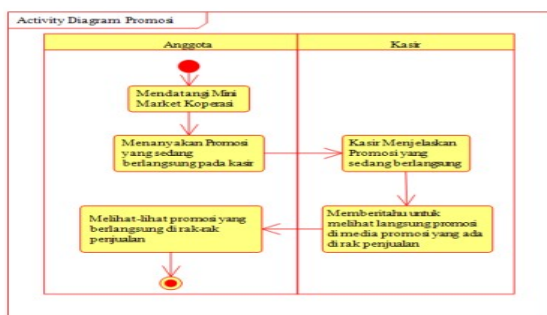 Activity Diagram Promosi
Anggota
Kasir
Mendatangi Mini
Market Koperasi
Menanyakan Promosi
yang sedang
berlangsung pada kasir
Kasir Menjelaskan
Promosi yang
sedang berlangsung
Memberitahu untuk
melihat langsung promosi
di media promosi yang ada
di rak penjualan
Melihat-lihat promosi yang
berlangsung di rak-rak
penjualan